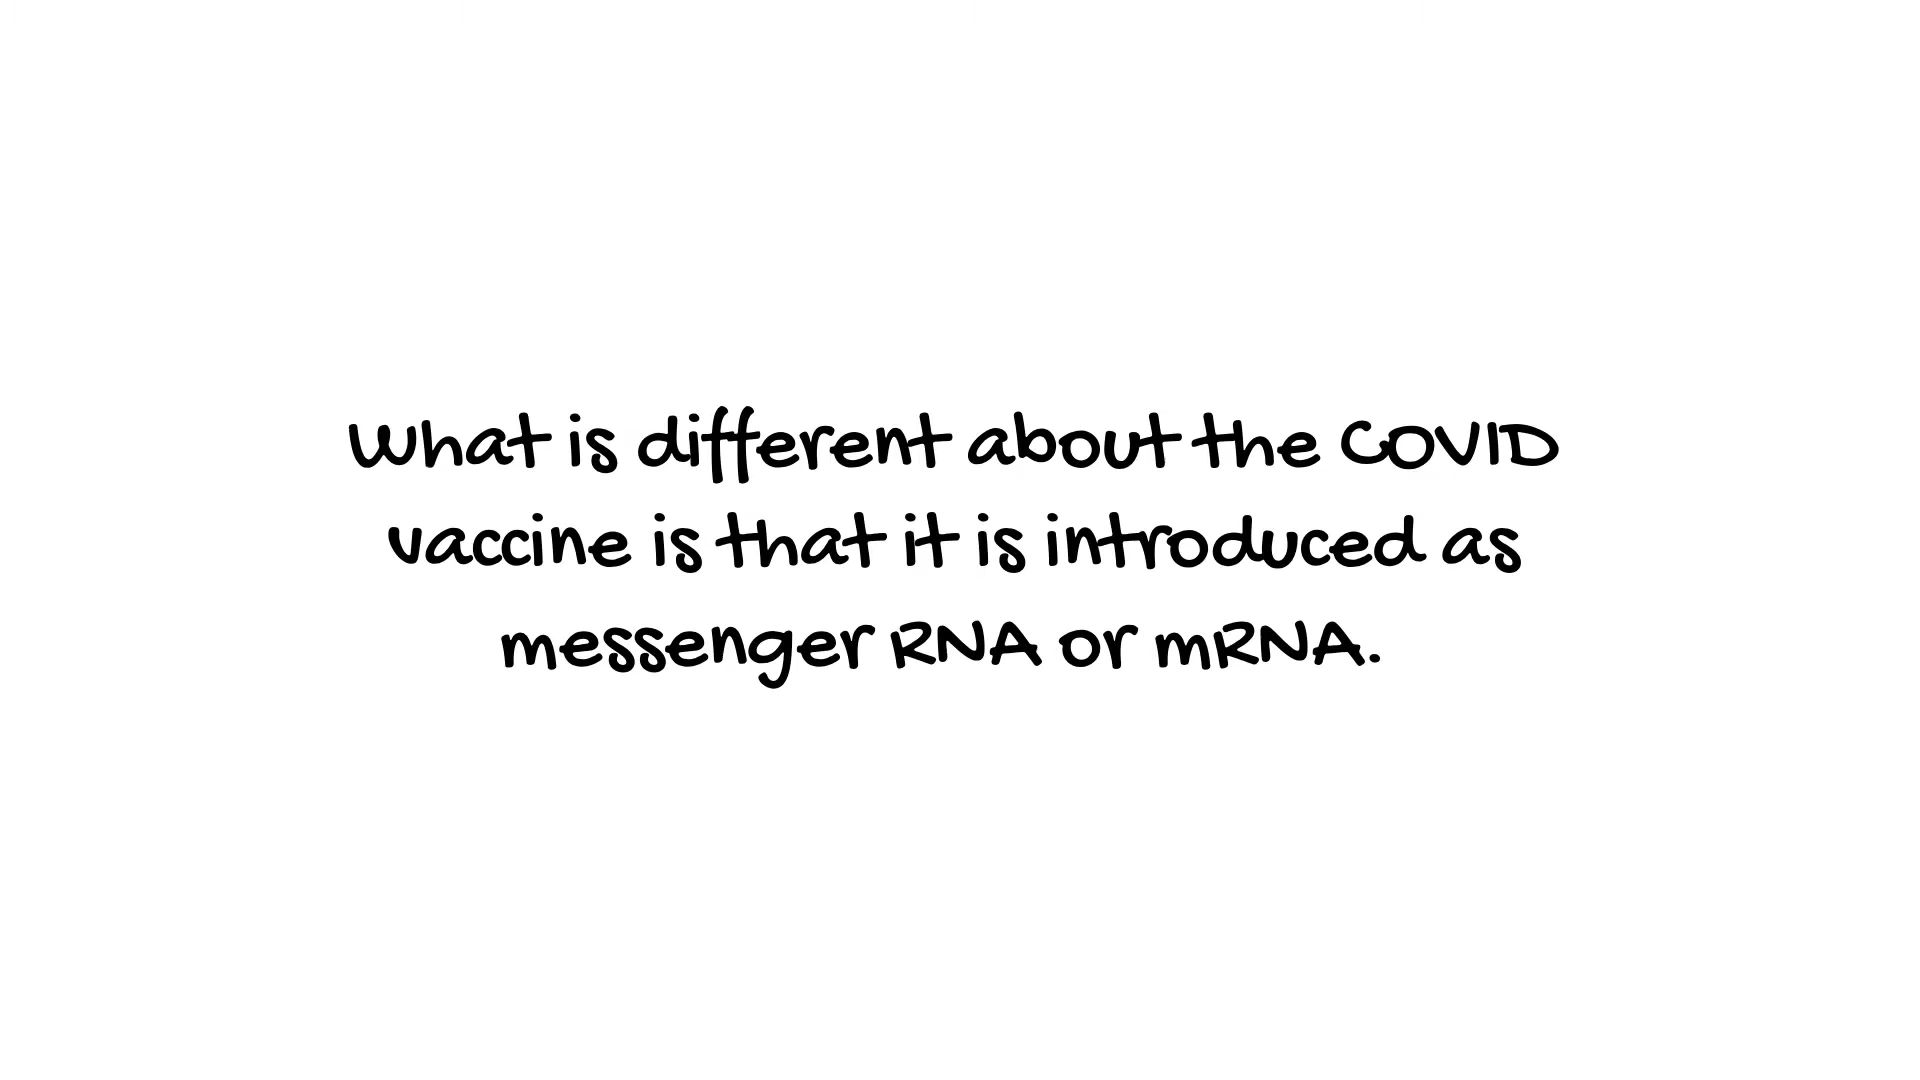 What is different about the COVID
vaccine is that it is introduced as
messenger RNA or mRNA.